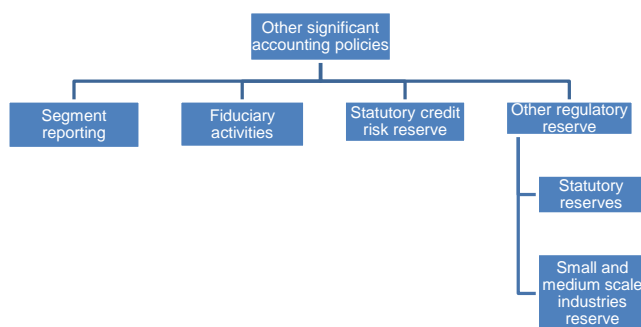 Other significant
accounting policies
Segment
reporting
Fiduciary
activities
Statutory credit
risk reserve
Other regulatory
reserve
Statutory
reserves
Small and
medium scale
industries
reserve